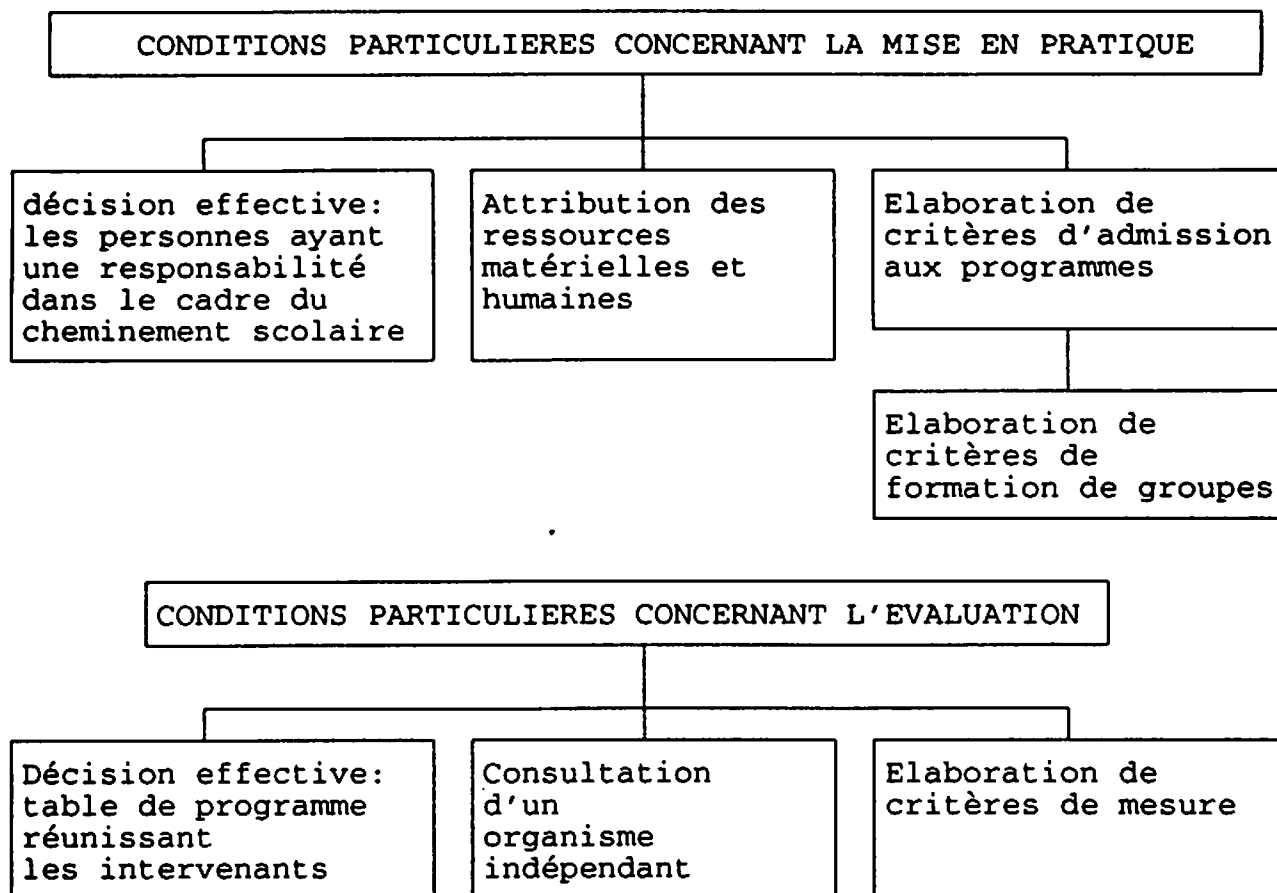 CONDITIONS PARTICULIERES CONCERNANT LA MISE EN PRATIQUE
décision effective:
les personnes ayant
une responsabilité
dans le cadre du
cheminement scolaire
Attribution des
ressources
matérielles et
humaines
Elaboration de
critères d'admission
aux programmes
Elaboration de
critères de
formation de groupes
CONDITIONS PARTICULIERES CONCERNANT L'EVALUATION
Décision effective:
table de programme
réunissant
les intervenants
Consultation
d'un
organisme
indépendant
Elaboration de
critères de mesure